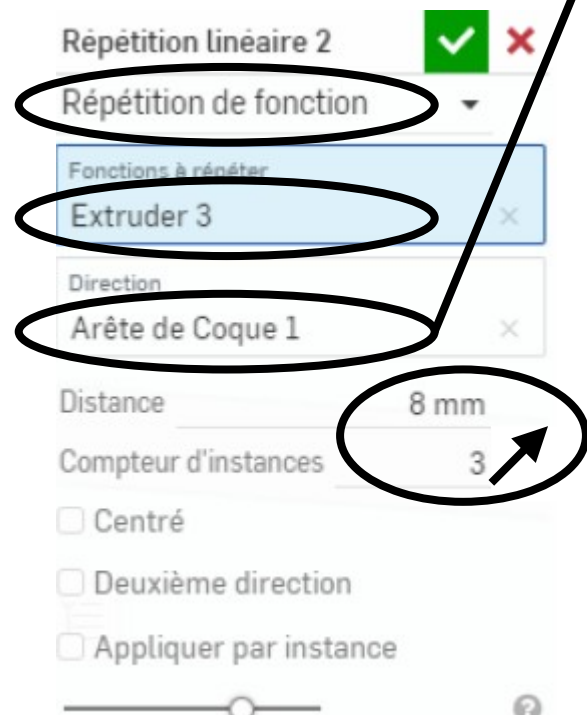 Répétition linéaire 2
Répétition de fonction
Fonctions à répéter
Extruder 3
Direction
Arête de Coque 1
Distance 8 mm
Compteur d'instances 3
Centré
Deuxième direction
Appliquer par instance
?